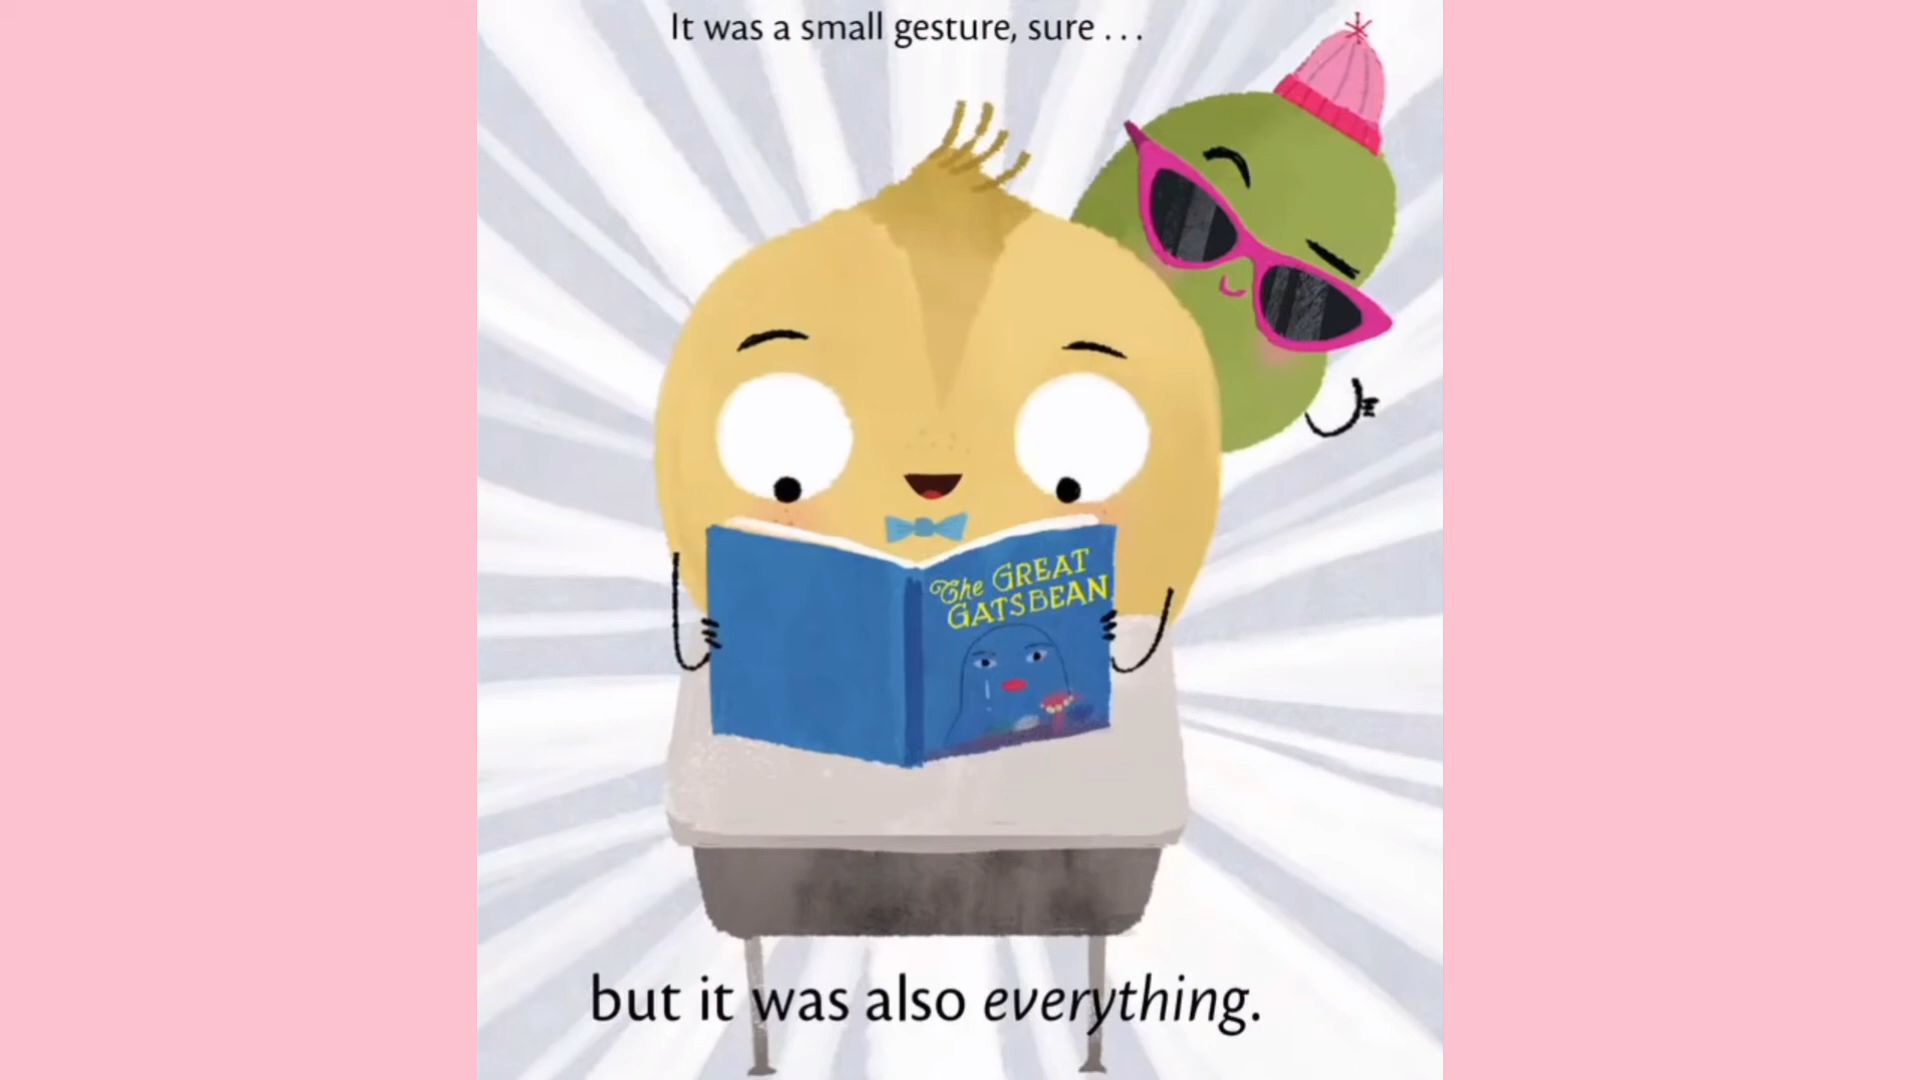 It was a small gesture, sure ...
The GREAT
GATSBEAN
but it was also everything.